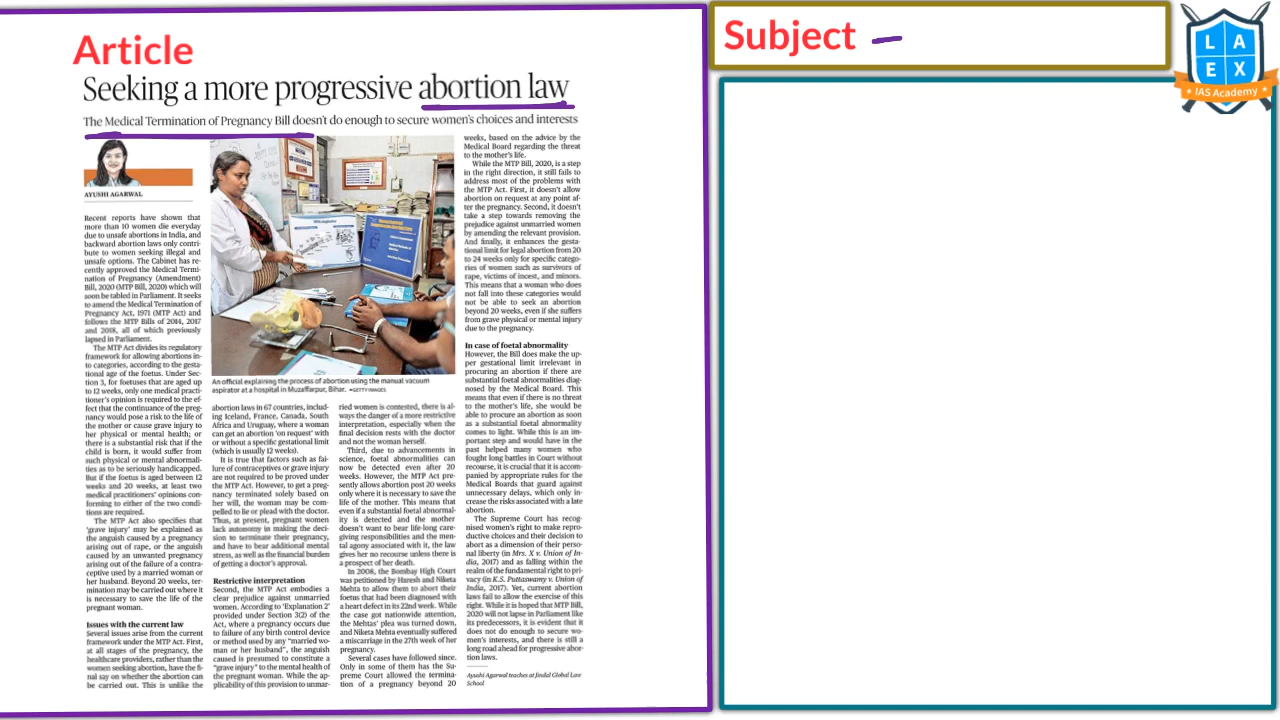 Article
Seeking a more progressive abortion law
The Medical Termination of Pregnancy Bill doesn't do enough to secure women's choices and interests
AYUSHI AGARWAL
Recent reports have shown that
more than 10 women die everyday
due to unsafe abortions in India, and
backward abortion laws only contri-
bute to women seeking illegal and
unsafe options. The Cabinet has re-
cently approved the Medical Termi-
nation of Pregnancy (Amendment)
Bill, 2020 (MTP Bill, 2020) which will
soon be tabled in Parliament. It seeks
to amend the Medical Termination of
Pregnancy Act, 1971 (MTP Act) and
follows the MTP Bills of 2014, 2017
and 2018, all of which previously
lapsed in Parliament.
The MTP Act divides its regulatory
framework for allowing abortions in-
to categories, according to the gesta-
tional age of the foetus. Under Sec-
tion 3, for foetuses that are aged up
to 12 weeks, only one medical practi-
tioner's opinion is required to the ef-
fect that the continuance of the preg-
nancy would pose a risk to the life of
the mother or cause grave injury to
her physical or mental health; or
there is a substantial risk that if the
child is born, it would suffer from
such physical or mental abnormali-
ties as to be seriously handicapped.
But if the foetus is aged between 12
weeks and 20 weeks, at least two
medical practitioners' opinions con-
forming to either of the two condi-
tions are required.
The MTP Act also specifies that
'grave injury' may be explained as
the anguish caused by a pregnancy
arising out of rape, or the anguish
caused by an unwanted pregnancy
arising out of the failure of a contra-
ceptive used by a married woman or
her husband. Beyond 20 weeks, ter-
mination may be carried out where it
is necessary to save the life of the
pregnant woman.
Issues with the current law
Several issues arise from the current
framework under the MTP Act. First,
at all stages of the pregnancy, the
healthcare providers, rather than the
women seeking abortion, have the fi-
nal say on whether the abortion can
be carried out. This is unlike the
An official explaining the process of abortion using the manual vacuum
aspirator at a hospital in Muzaffarpur, Bihar. •GETTY IMAGES
abortion laws in 67 countries, includ-
ing Iceland, France, Canada, South
Africa and Uruguay, where a woman
can get an abortion 'on request' with
or without a specific gestational limit
(which is usually 12 weeks).
It is true that factors such as fai-
lure of contraceptives or grave injury
are not required to be proved under
the MTP Act. However, to get a preg-
nancy terminated solely based on
her will, the woman may be com-
pelled to lie or plead with the doctor.
Thus, at present, pregnant women
lack autonomy in making the deci-
sion to terminate their pregnancy,
and have to bear additional mental
stress, as well as the financial burden
of getting a doctor's approval.
Restrictive interpretation
Second, the MTP Act embodies a
clear prejudice against unmarried
women. According to 'Explanation 2'
provided under Section 3(2) of the
Act, where a pregnancy occurs due
to failure of any birth control device
or method used by any "married wo-
man or her husband", the anguish
caused is presumed to constitute a
"grave injury" to the mental health of
the pregnant woman. While the ap-
plicability of this provision to unmar-
ried women is contested, there is al-
ways the danger of a more restrictive
interpretation, especially when the
final decision rests with the doctor
and not the woman herself.
Third, due to advancements in
science, foetal abnormalities can
now be detected even after 20
weeks. However, the MTP Act pre-
sently allows abortion post 20 weeks
only where it is necessary to save the
life of the mother. This means that
even if a substantial foetal abnormal-
ity is detected and the mother
doesn't want to bear life-long care-
giving responsibilities and the men-
tal agony associated with it, the law
gives her no recourse unless there is
a prospect of her death.
In 2008, the Bombay High Court
was petitioned by Haresh and Niketa
Mehta to allow them to abort their
foetus that had been diagnosed with
a heart defect in its 22nd week. While
the case got nationwide attention,
the Mehtas' plea was turned down,
and Niketa Mehta eventually suffered
a miscarriage in the 27th week of her
pregnancy.
Several cases have followed since.
Only in some of them has the Su-
preme Court allowed the termina-
tion of a pregnancy beyond 20
weeks, based on the advice by the
Medical Board regarding the threat
to the mother's life.
While the MTP Bill, 2020, is a step
in the right direction, it still fails to
address most of the problems with
the MTP Act. First, it doesn't allow
abortion on request at any point af-
ter the pregnancy. Second, it doesn't
take a step towards removing the
prejudice against unmarried women
by amending the relevant provision.
And finally, it enhances the gesta-
tional limit for legal abortion from 20
to 24 weeks only for specific catego-
ries of women such as survivors of
rape, victims of incest, and minors.
This means that a woman who does
not fall into these categories would
not be able to seek an abortion
beyond 20 weeks, even if she suffers
from grave physical or mental injury
due to the pregnancy.
In case of foetal abnormality
However, the Bill does make the up-
per gestational limit irrelevant in
procuring an abortion if there are
substantial foetal abnormalities diag-
nosed by the Medical Board. This
means that even if there is no threat
to the mother's life, she would be
able to procure an abortion as soon
as a substantial foetal abnormality
comes to light. While this is an im-
portant step and would have in the
past helped many women who
fought long battles in Court without
recourse, it is crucial that it is accom-
panied by appropriate rules for the
Medical Boards that guard against
unnecessary delays, which only in-
crease the risks associated with a late
abortion.
The Supreme Court has recog-
nised women's right to make repro-
ductive choices and their decision to
abort as a dimension of their perso-
nal liberty (in Mrs. X v. Union of In-
dia, 2017) and as falling within the
realm of the fundamental right to pri-
vacy (in K.S. Puttaswamy v. Union of
India, 2017). Yet, current abortion
laws fail to allow the exercise of this
right. While it is hoped that MTP Bill,
2020 will not lapse in Parliament like
its predecessors, it is evident that it
does not do enough to secure wo-
men's interests, and there is still a
long road ahead for progressive abor-
tion laws.
Ayushi Agarwal teaches at Jindal Global Law
School
Subject -
L A
E X
IAS Academy